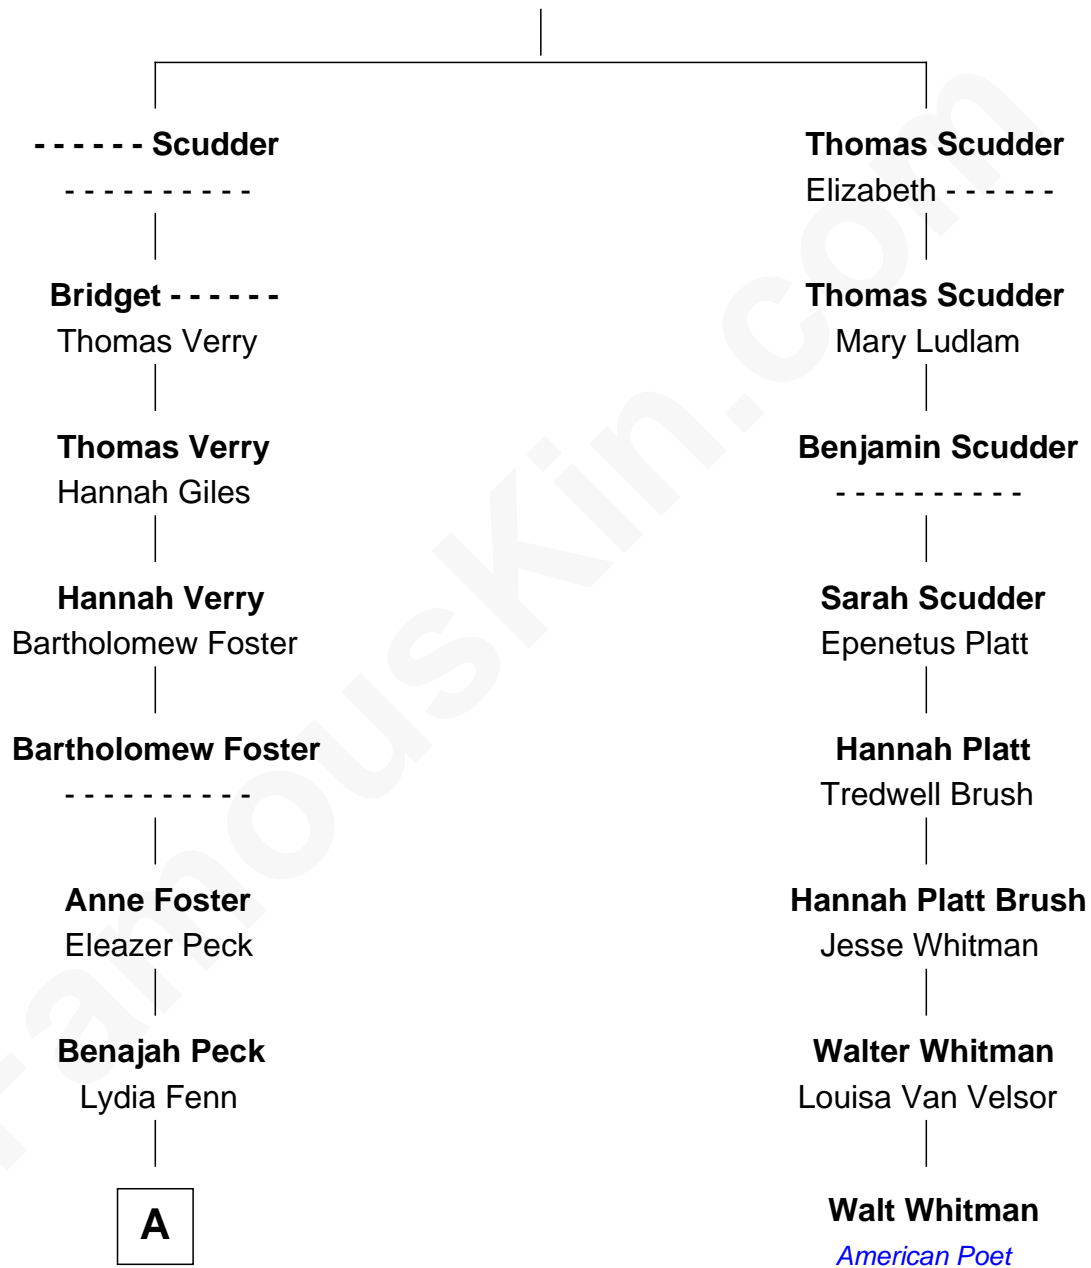 - - - - - - Scudder
- - - - - - - - - -
Bridget - - - - - -
Thomas Verry
Thomas Verry
Hannah Giles
Hannah Verry
Bartholomew Foster
Bartholomew Foster
- - - - - - - - - -
Anne Foster
Eleazer Peck
Benajah Peck
Lydia Fenn
A
Thomas Scudder
Elizabeth - - - - - -
Thomas Scudder
Mary Ludlam
Benjamin Scudder
- - - - - - - - - -
Sarah Scudder
Epenetus Platt
Hannah Platt
Tredwell Brush
Hannah Platt Brush
Jesse Whitman
Walter Whitman
Louisa Van Velsor
Walt Whitman
American Poet
FamousKin.com